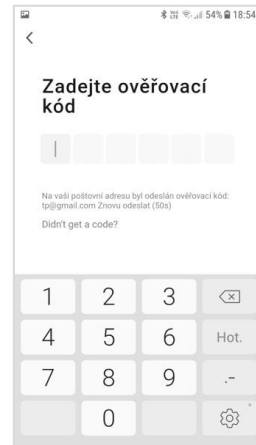 54% 18:54
Zadejte ověřovací
kód
Na vaši poštovní adresu byl odeslán ověřovací kód:
tp@gmail.com Znovu odeslat (50s)
Didn't get a code?
1 2 3
4 5 6 Hot.
7 8 9 .-
0